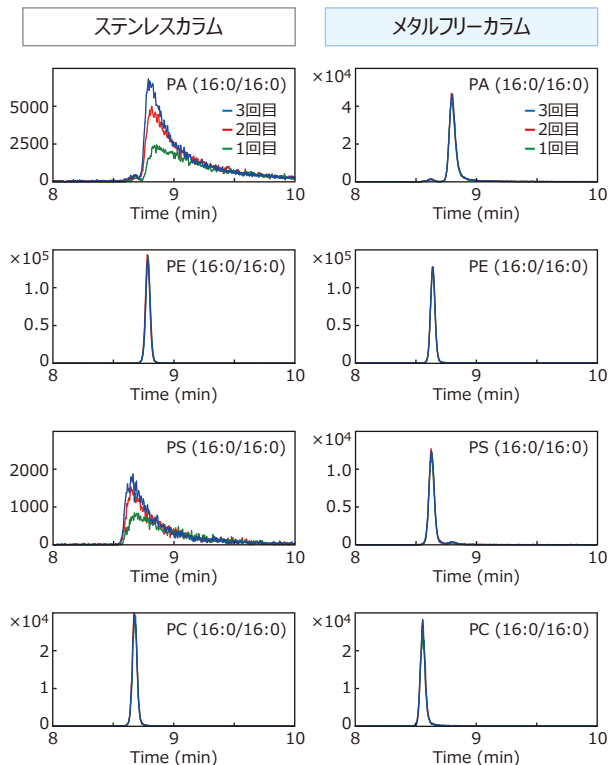 ステンレスカラム
メタルフリーカラム
PA (16:0/16:0)
5000
2500
0
3回目
2回目
1回目
8 9 10
Time (min)
×10⁴
PA (16:0/16:0)
4
2
0
3回目
2回目
1回目
8 9 10
Time (min)
×10⁵
PE (16:0/16:0)
1.0
0.5
0
8 9 10
Time (min)
×10⁵
PE (16:0/16:0)
1.0
0.5
0
8 9 10
Time (min)
PS (16:0/16:0)
2000
1000
0
8 9 10
Time (min)
×10⁴
PS (16:0/16:0)
1.0
0.5
0
8 9 10
Time (min)
×10⁴
PC (16:0/16:0)
2
1
0
8 9 10
Time (min)
×10⁴
PC (16:0/16:0)
2
1
0
8 9 10
Time (min)